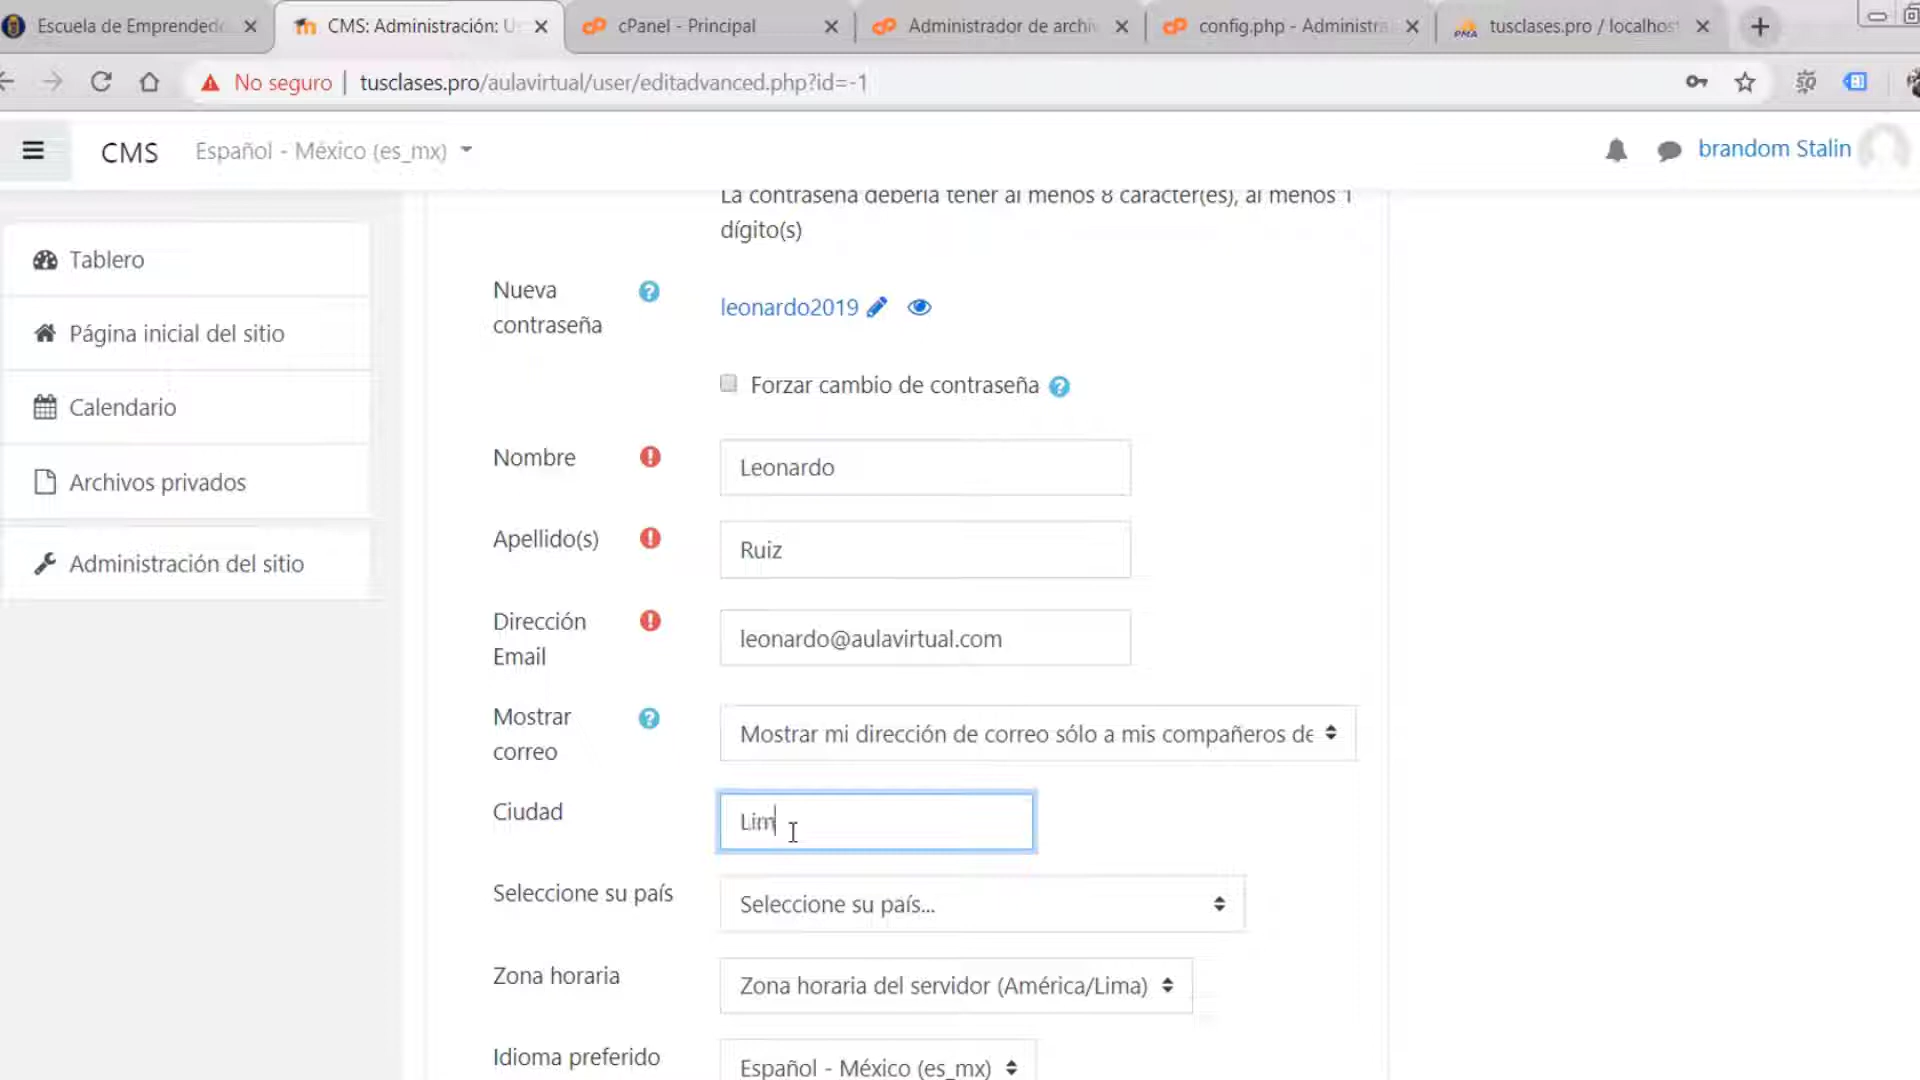 Escuela de Emprended
CMS: Administración: U
cPanel - Principal
Administrador de archiv
config.php - Administra
tusclases.pro / localhos
No seguro
tusclases.pro/aulavirtual/user/editadvanced.php?id=-1
CMS
Español - México (es_mx)
brandom Stalin
Tablero
Página inicial del sitio
Calendario
Archivos privados
Administración del sitio
La contraseña debería tener al menos 8 caracter(es), al menos 1
dígito(s)
Nueva
contraseña
leonardo2019
Forzar cambio de contraseña
Nombre
Leonardo
Apellido(s)
Ruiz
Dirección
Email
leonardo@aulavirtual.com
Mostrar
correo
Mostrar mi dirección de correo sólo a mis compañeros de
Ciudad
Lim
Seleccione su país
Seleccione su país...
Zona horaria
Zona horaria del servidor (América/Lima)
Idioma preferido
Español - México (es_mx)